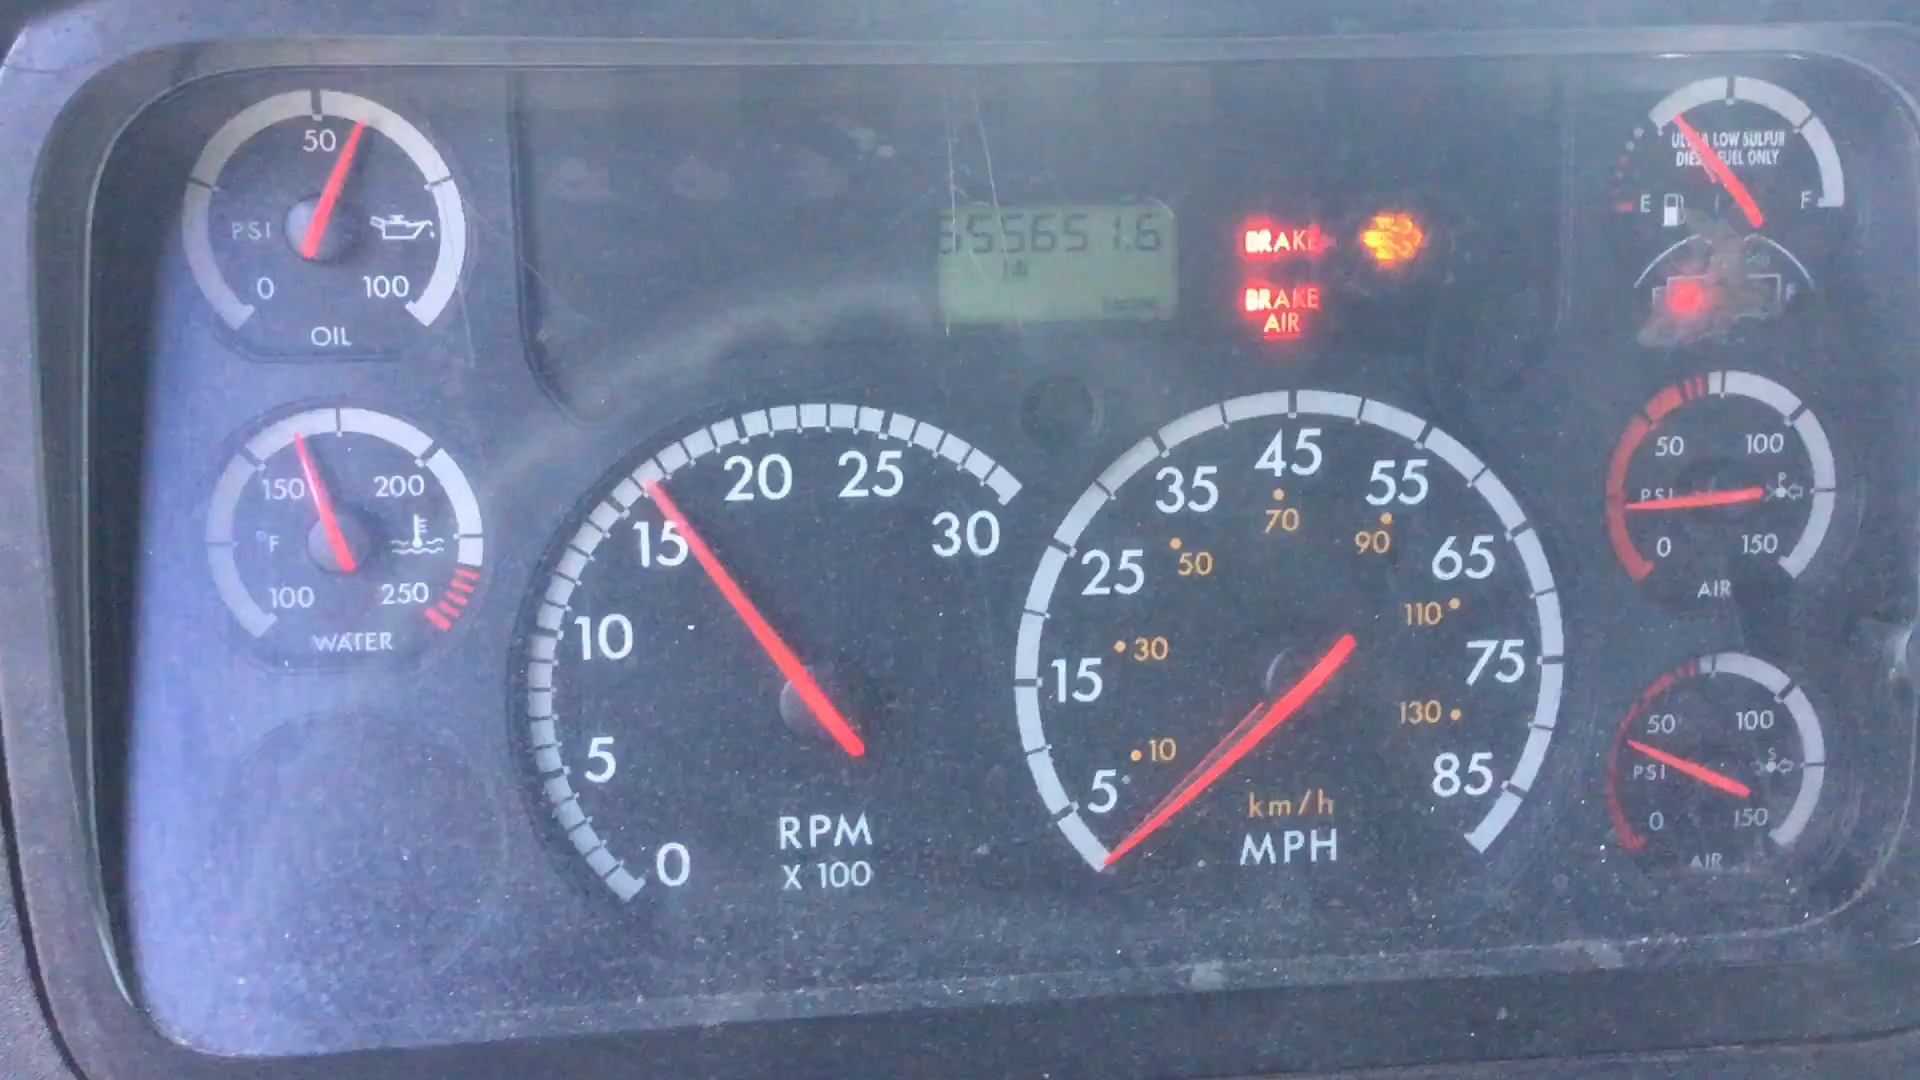 50
PSI
0
100
OIL
150
200
°F
100
250
WATER
0
5
10
15
20
25
30
RPM
X 100
556651.6
BRAKE
BRAKE
AIR
5
15
25
35
45
55
65
75
85
10
30
50
70
90
110
130
km/h
MPH
ULTRA LOW SULFUR
DIESEL FUEL ONLY
E
F
F
50
100
PSI
P
0
150
AIR
50
100
PSI
S
0
150
AIR